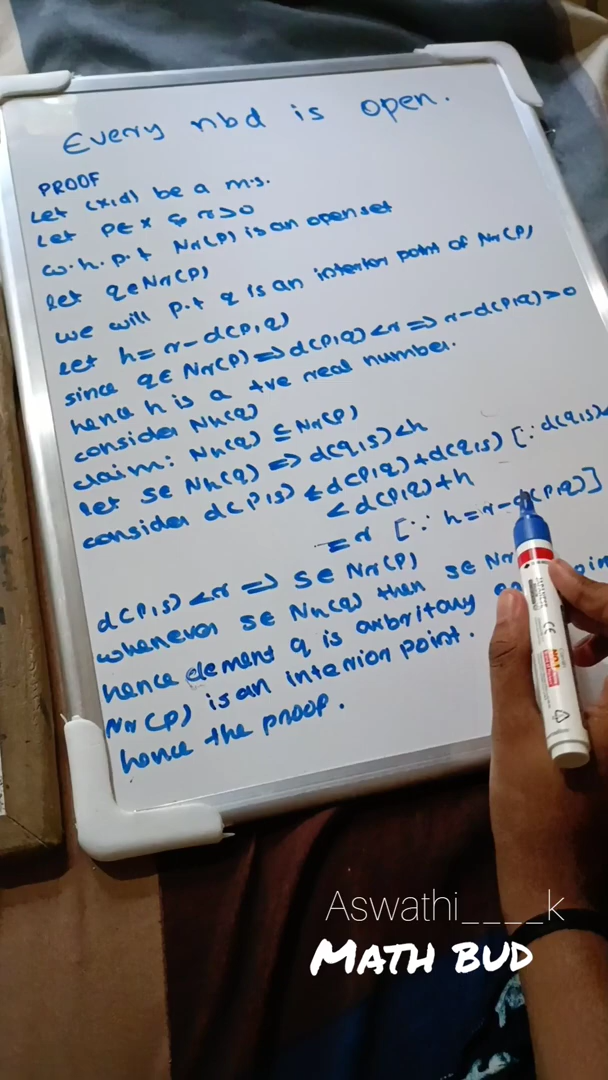 Every nbd is open.
PROOF
Let (x,d) be a m.s.
Let p∈X & r>0
w.h.p.t Nr(p) is an open set
let q∈Nr(p)
we will p.t q is an interior point of Nr(p)
Let h=r-d(p,q)
since q∈ Nr(p)⇒d(p,q)<r⇒r-d(p,q)>0
henc h is a +ve real number.
consider Nh(q)
claim: Nh(q) ⊆Nr(p)
let s∈ Nh(q) ⇒d(q,s)<h
consider d(p,s) ≤d(p,q)+d(q,s) [∵d(q,s)<
<d(p,q)+h
=r [∵ h=r-d(p,q)]
d(p,s)<r⇒ s∈ Nr(p)
whenever s∈ Nh(q) then s∈ Nr
hence element q is arbritary
Nr(p) is an interior point.
hence the proof.
Aswathi____k
MATH BUD